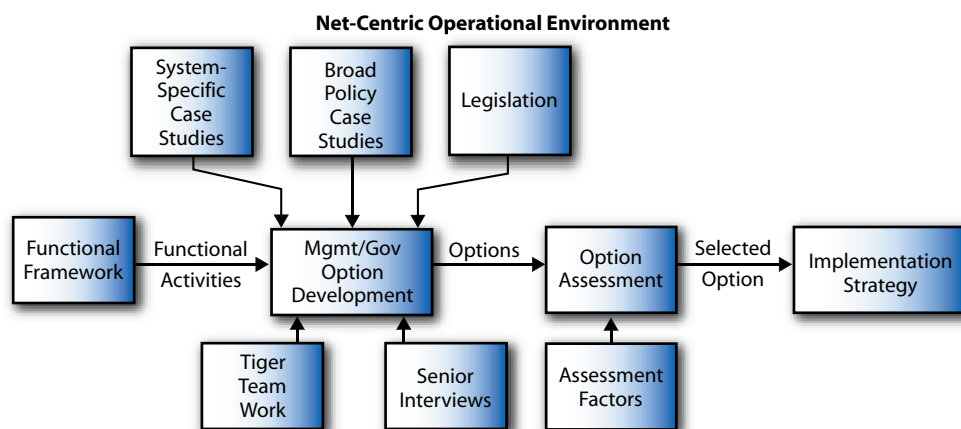 Net-Centric Operational Environment
System-
Specific
Case
Studies
Broad
Policy
Case
Studies
Legislation
Functional
Framework
Functional
Activities
Mgmt/Gov
Option
Development
Options
Option
Assessment
Selected
Option
Implementation
Strategy
Tiger
Team
Work
Senior
Interviews
Assessment
Factors